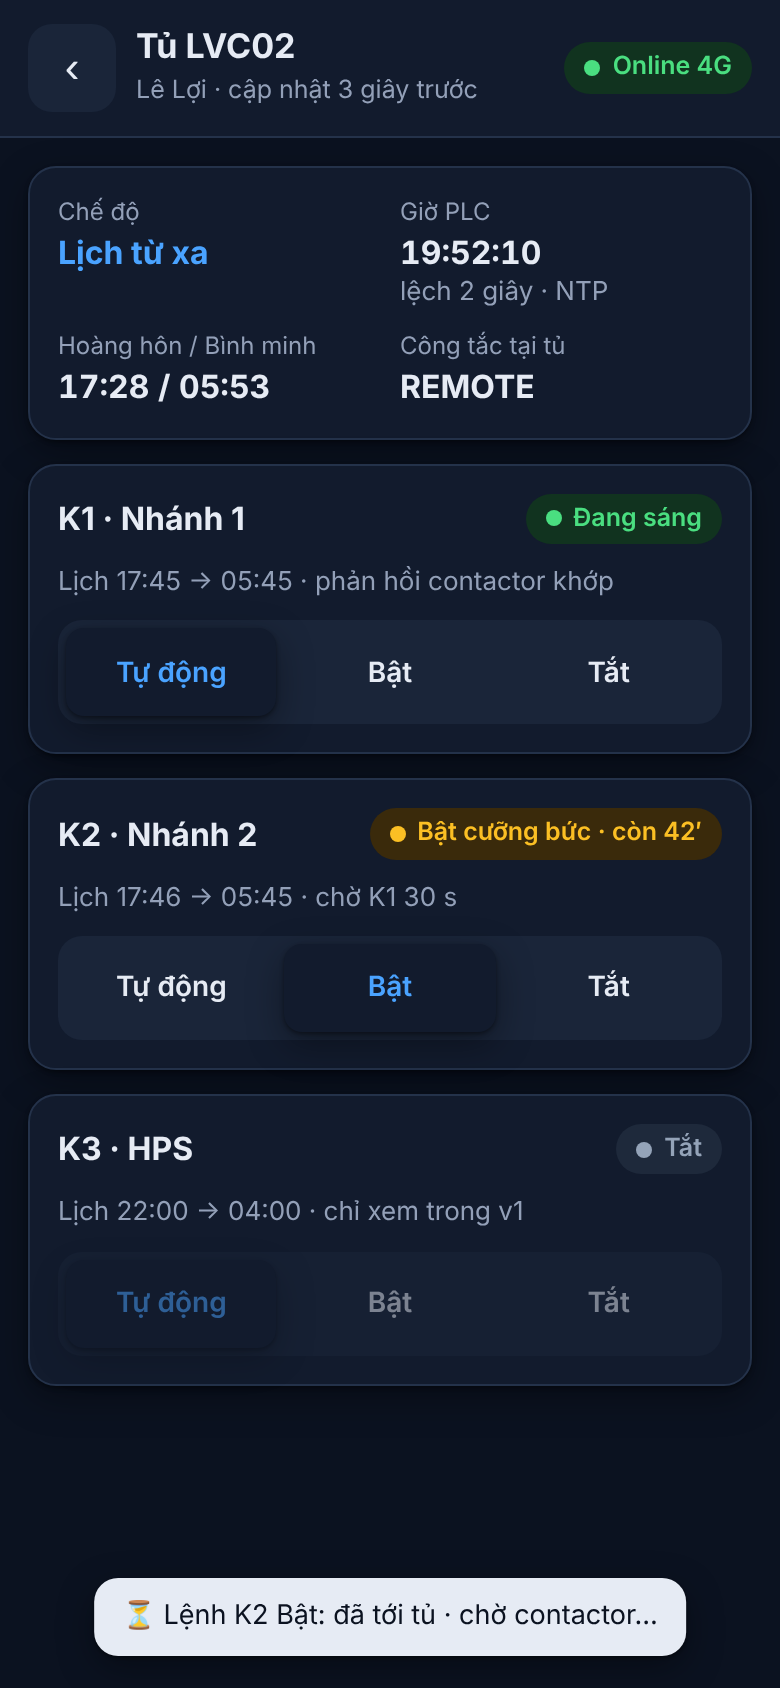 ‹
Tủ LVC02
Lê Lợi · cập nhật 3 giây trước
Online 4G
Chế độ
Lịch từ xa
Giờ PLC
19:52:10
lệch 2 giây · NTP
Hoàng hôn / Bình minh
17:28 / 05:53
Công tắc tại tủ
REMOTE
K1 · Nhánh 1
Đang sáng
Lịch 17:45 → 05:45 · phản hồi contactor khớp
Tự động Bật Tắt
K2 · Nhánh 2
Bật cưỡng bức · còn 42′
Lịch 17:46 → 05:45 · chờ K1 30 s
Tự động Bật Tắt
K3 · HPS
Tắt
Lịch 22:00 → 04:00 · chỉ xem trong v1
Tự động Bật Tắt
⏳ Lệnh K2 Bật: đã tới tủ · chờ contactor...